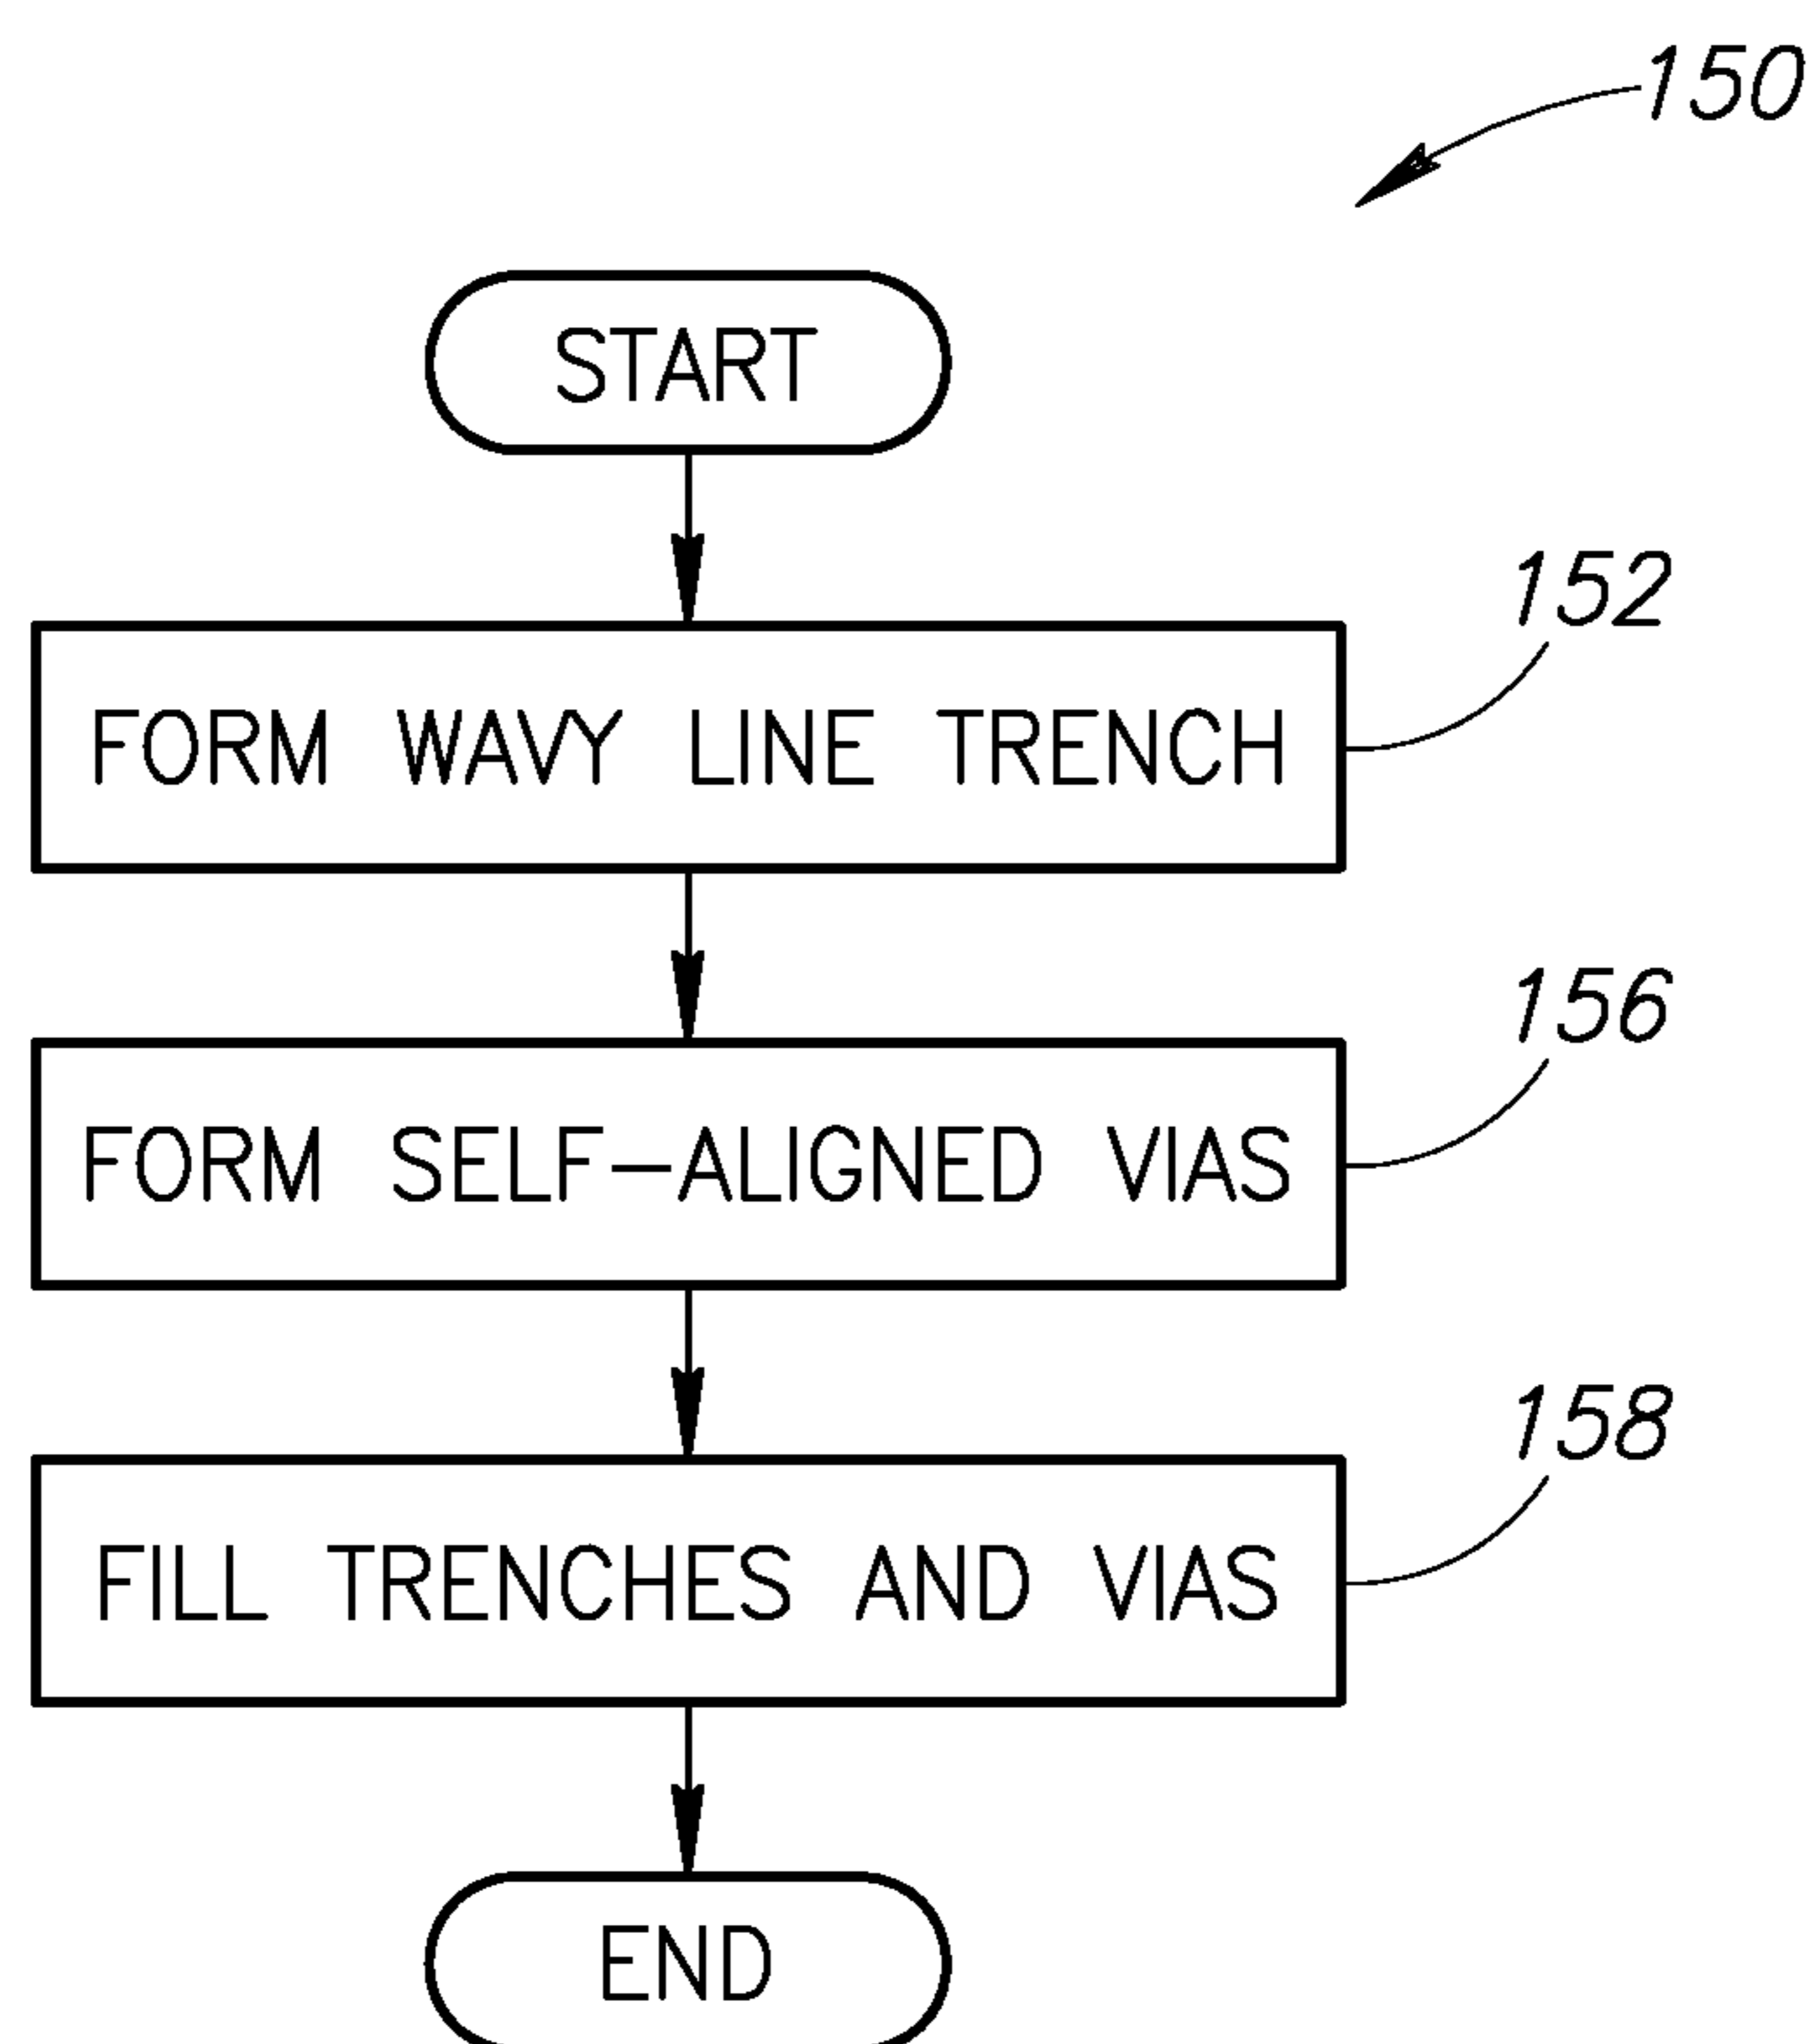 150
START
152
FORM WAVY LINE TRENCH
156
FORM SELF-ALIGNED VIAS
158
FILL TRENCHES AND VIAS
END